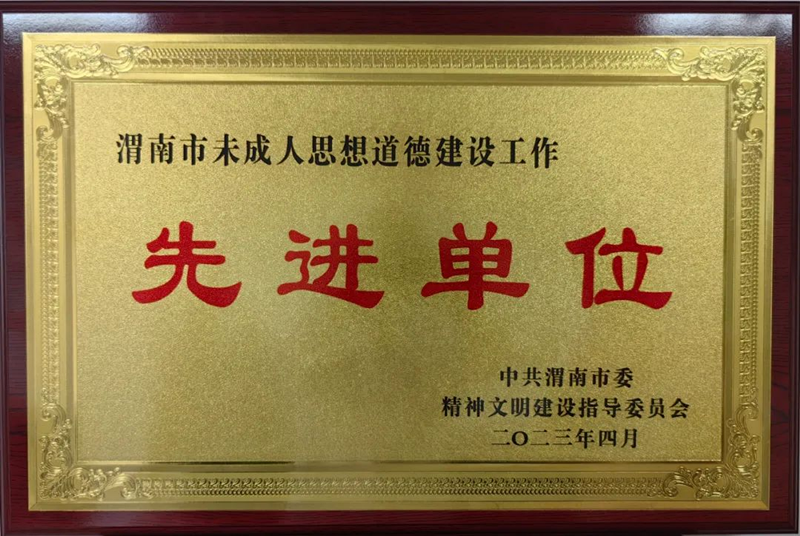 渭南市未成人思想道德建设工作
先进单位
中共渭南市委
精神文明建设指导委员会
二〇二三年四月